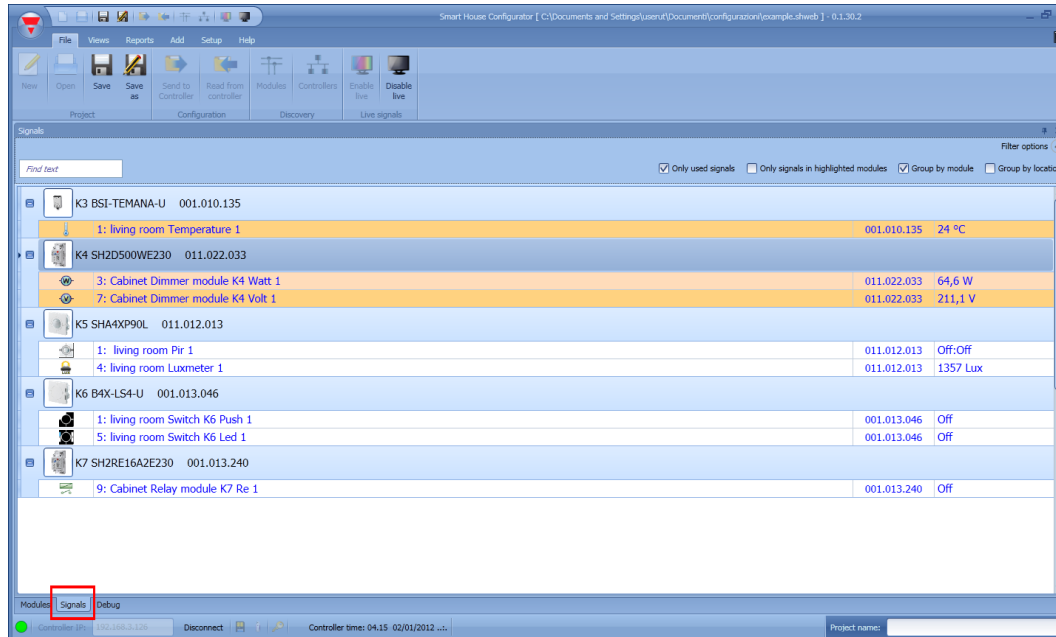 Smart House Configurator [ C:\Documents and Settings\userut\Documenti\configurazioni\example.shweb ] - 0.1.30.2
File Views Reports Add Setup Help
New Open Save Save as Send to Controller Read from controller Modules Controllers Enable live Disable live
Project Configuration Discovery Live signals
Signals
Filter options
Find text Only used signals Only signals in highlighted modules Group by module Group by locatio
K3 BSI-TEMANA-U 001.010.135
1: living room Temperature 1 001.010.135 24 °C
K4 SH2D500WE230 011.022.033
W 3: Cabinet Dimmer module K4 Watt 1 011.022.033 64,6 W
V 7: Cabinet Dimmer module K4 Volt 1 011.022.033 211,1 V
K5 SHA4XP90L 011.012.013
1: living room Pir 1 011.012.013 Off:Off
4: living room Luxmeter 1 011.012.013 1357 Lux
K6 B4X-LS4-U 001.013.046
1: living room Switch K6 Push 1 001.013.046 Off
5: living room Switch K6 Led 1 001.013.046 Off
K7 SH2RE16A2E230 001.013.240
9: Cabinet Relay module K7 Re 1 001.013.240 Off
Modules Signals Debug
Controller IP: 192.168.3.126 Disconnect Controller time: 04.15 02/01/2012 ..:. Project name: